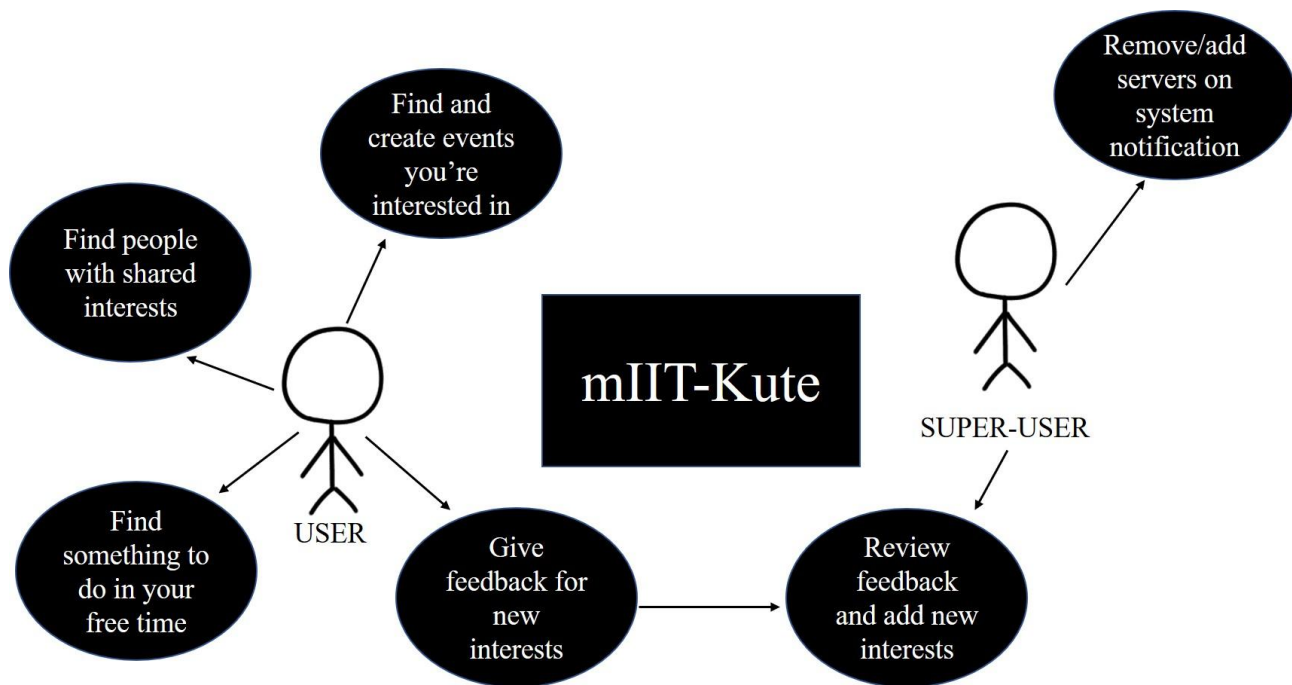 Remove/add
servers on
system
notification
Find and
create events
you're
interested in
Find people
with shared
interests
mIIT-Kute
SUPER-USER
USER
Find
something to
do in your
free time
Give
feedback for
new
interests
Review
feedback
and add new
interests